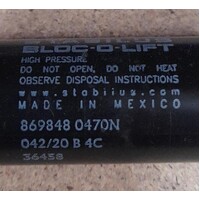 BLOC-O-LIFT
HIGH PRESSURE
DO NOT OPEN, DO NOT HEAT
OBSERVE DISPOSAL INSTRUCTIONS
www.stabilus.com
MADE IN MEXICO
869848 0470N
042/20 B 4C
36458